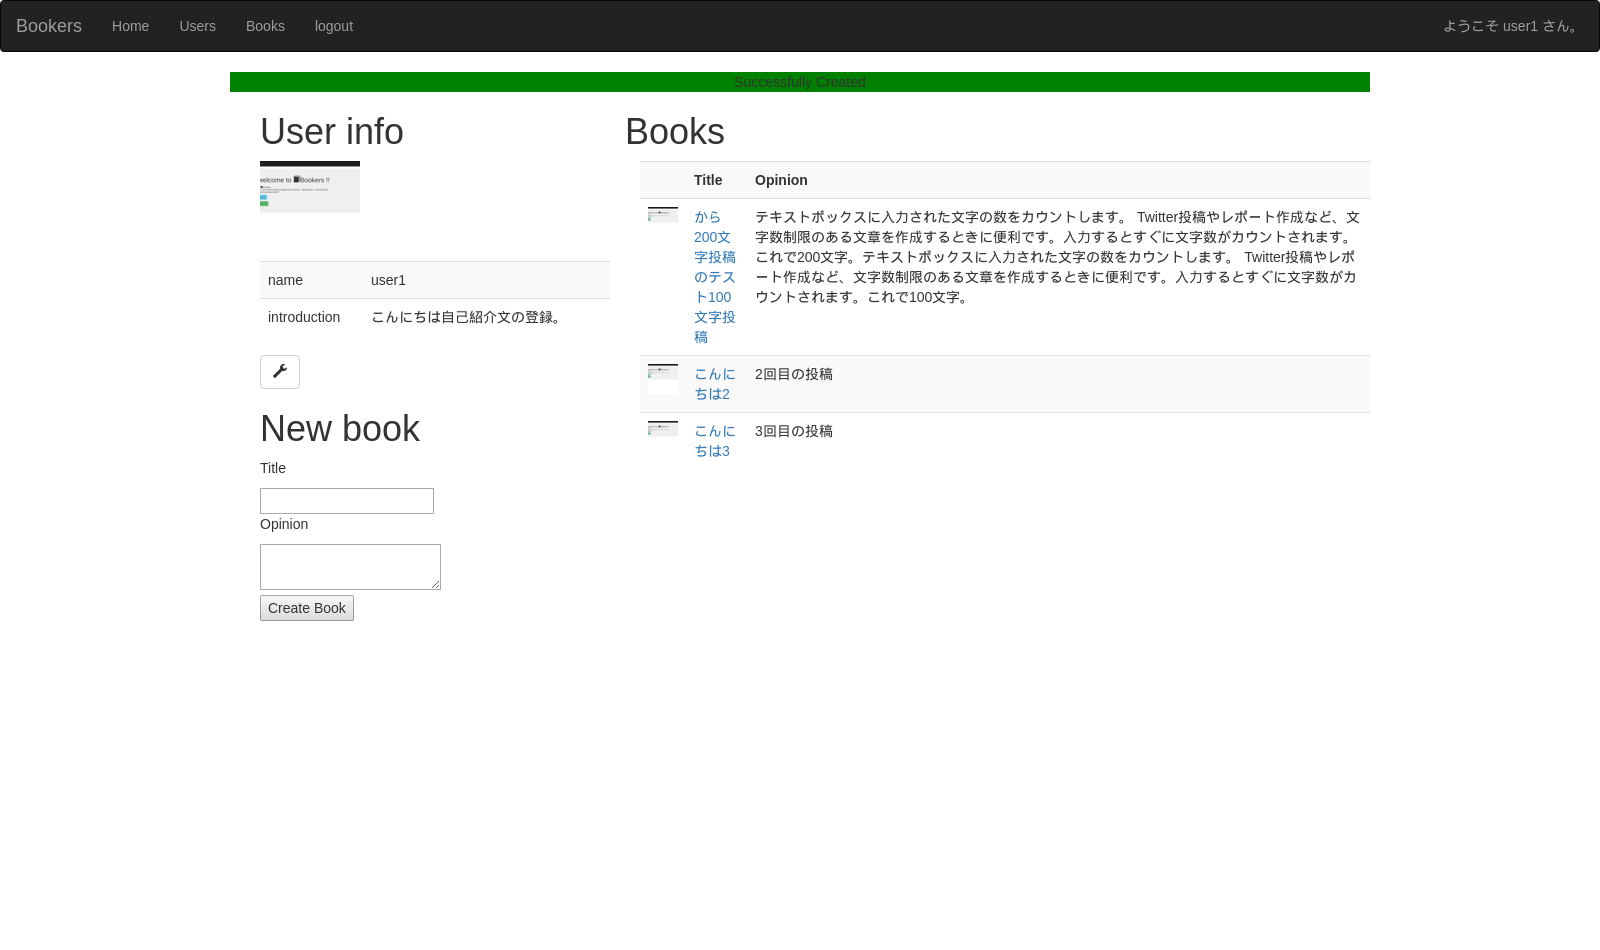 Bookers Home Users Books logout ようこそ user1 さん。
Successfully Created
User info
welcome to Bookers !!
name user1
introduction こんにちは自己紹介文の登録。
New book
Title
Opinion
Create Book
Books
Title Opinion
から
200文
字投稿
のテス
ト100
文字投
稿
テキストボックスに入力された文字の数をカウントします。 Twitter投稿やレポート作成など、文
字数制限のある文章を作成するときに便利です。入力するとすぐに文字数がカウントされます。
これで200文字。テキストボックスに入力された文字の数をカウントします。 Twitter投稿やレポ
ート作成など、文字数制限のある文章を作成するときに便利です。入力するとすぐに文字数がカ
ウントされます。これで100文字。
こんに
ちは2
2回目の投稿
こんに
ちは3
3回目の投稿